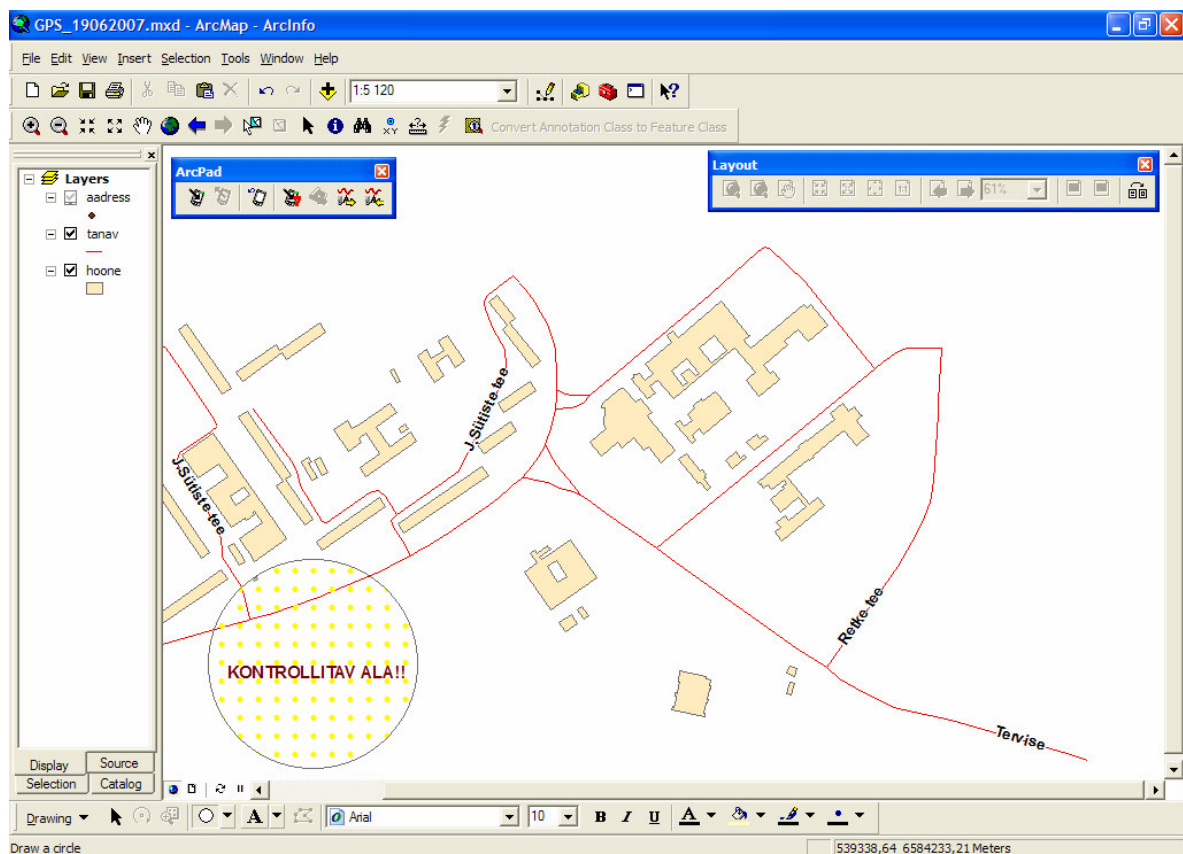 GPS_19062007.mxd - ArcMap - ArcInfo
File Edit View Insert Selection Tools Window Help
1:5 120
Convert Annotation Class to Feature Class
ArcPad
Layout
61%
1:1
Layers
aadress
tanav
hoone
J.Sütiste-tee
J.Sütiste-tee
Retke-tee
KONTROLLITAV ALA!!
Tervise
Display Source
Selection Catalog
Drawing A Arial 10 B I U A
Draw a circle
539338,64 6584233,21 Meters